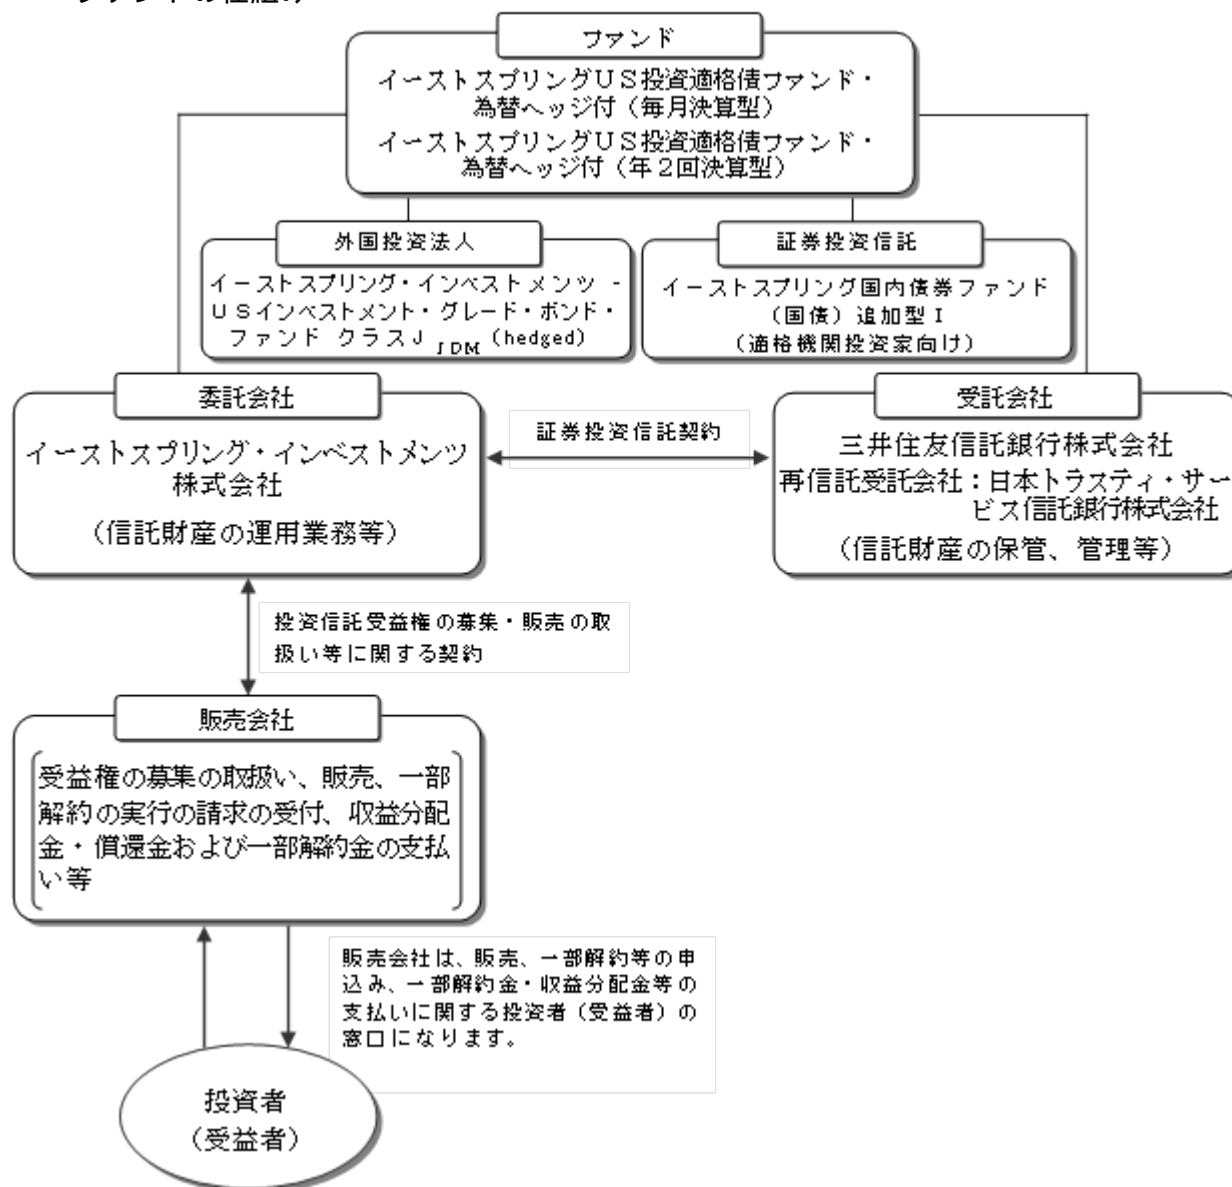 ファンドの仕組み
ファンド
イーストスプリングＵＳ投資適格債ファンド・
為替ヘッジ付（毎月決算型）
イーストスプリングＵＳ投資適格債ファンド・
為替ヘッジ付（年２回決算型）
外国投資法人
イーストスプリング・インベストメンツ -
ＵＳインベストメント・グレード・ボンド・
ファンド クラスＪ JDM (hedged)
証券投資信託
イーストスプリング国内債券ファンド
（国債）追加型Ｉ
（適格機関投資家向け）
委託会社
イーストスプリング・インベストメンツ
株式会社
（信託財産の運用業務等）
証券投資信託契約
受託会社
三井住友信託銀行株式会社
再信託受託会社：日本トラスティ・サー
ビス信託銀行株式会社
（信託財産の保管、管理等）
投資信託受益権の募集・販売の取
扱い等に関する契約
販売会社
受益権の募集の取扱い、販売、一部
解約の実行の請求の受付、収益分配
金・償還金および一部解約金の支払
い等
販売会社は、販売、一部解約等の申
込み、一部解約金・収益分配金等の
支払いに関する投資者（受益者）の
窓口になります。
投資者
（受益者）